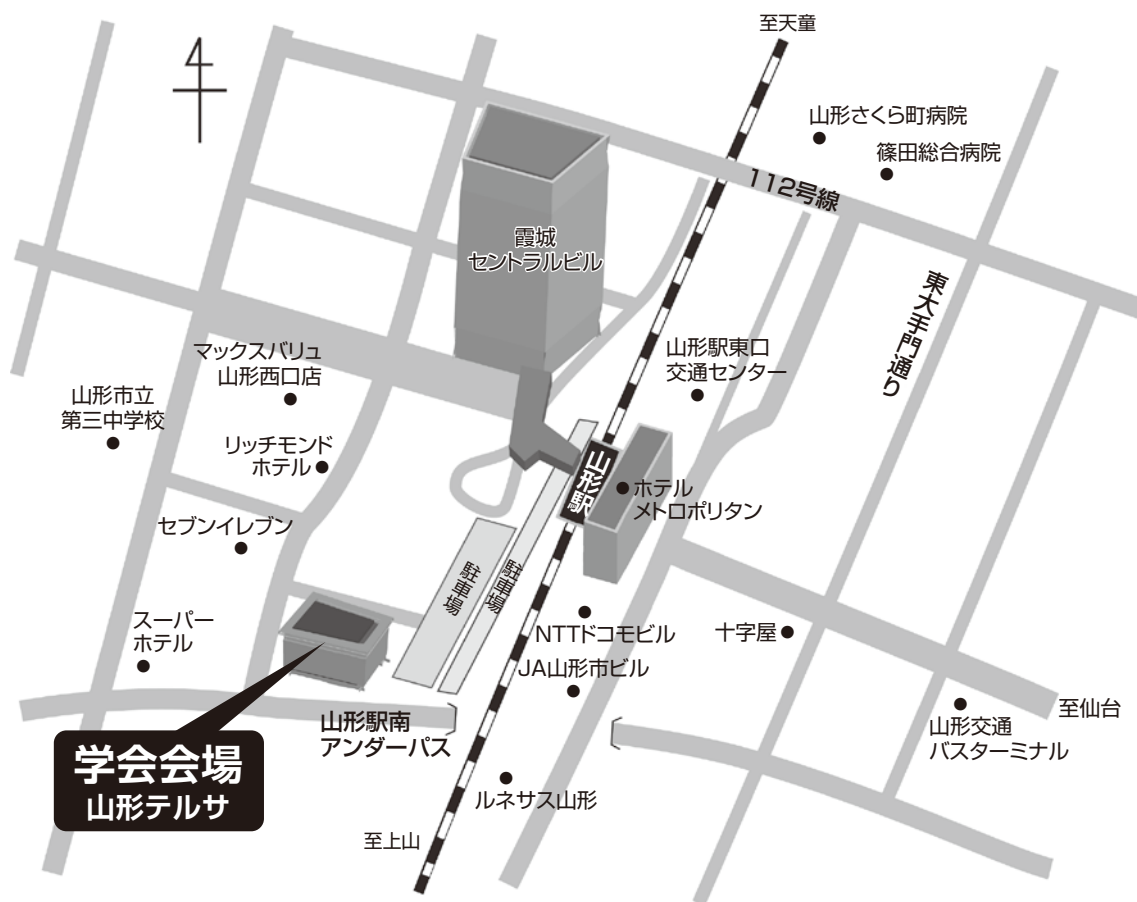 至天童
山形さくら町病院
篠田総合病院
112号線
霞城
セントラルビル
東大手門通り
マックスバリュ
山形西口店
山形駅東口
交通センター
山形市立
第三中学校
リッチモンド
ホテル
山形駅
ホテル
メトロポリタン
セブンイレブン
駐車場
駐車場
スーパー
ホテル
NTTドコモビル
十字屋
JA山形市ビル
至仙台
山形駅南
アンダーパス
山形交通
バスターミナル
学会会場
山形テルサ
ルネサス山形
至上山